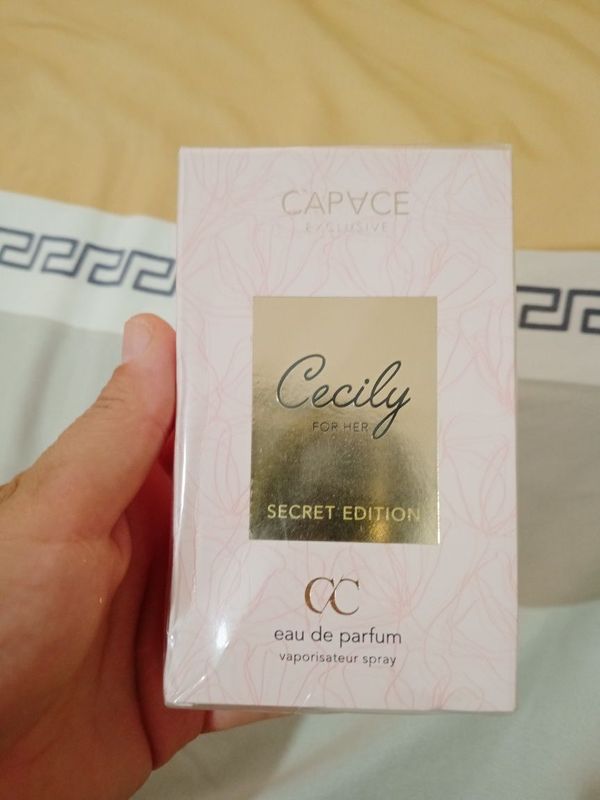 CAPACE
EXCLUSIVE
Cecily
FOR HER
SECRET EDITION
CC
eau de parfum
vaporisateur spray